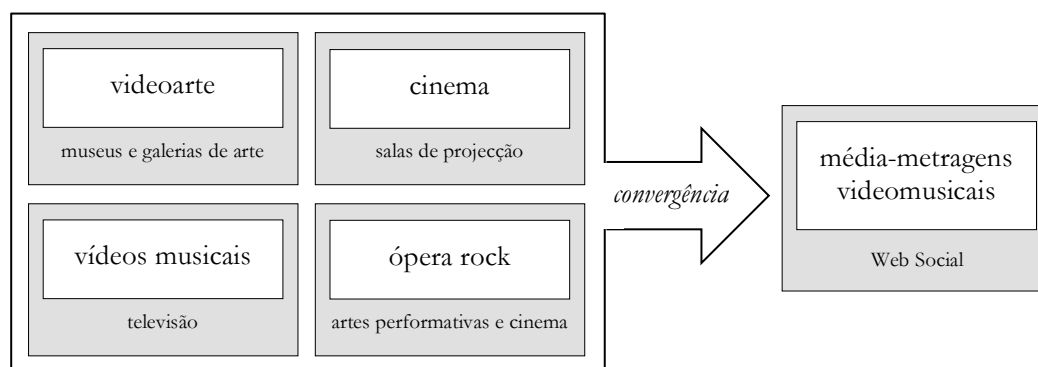 videoarte
museus e galerias de arte
cinema
salas de projecção
vídeos musicais
televisão
ópera rock
artes performativas e cinema
convergência
média-metragens
videomusicais
Web Social